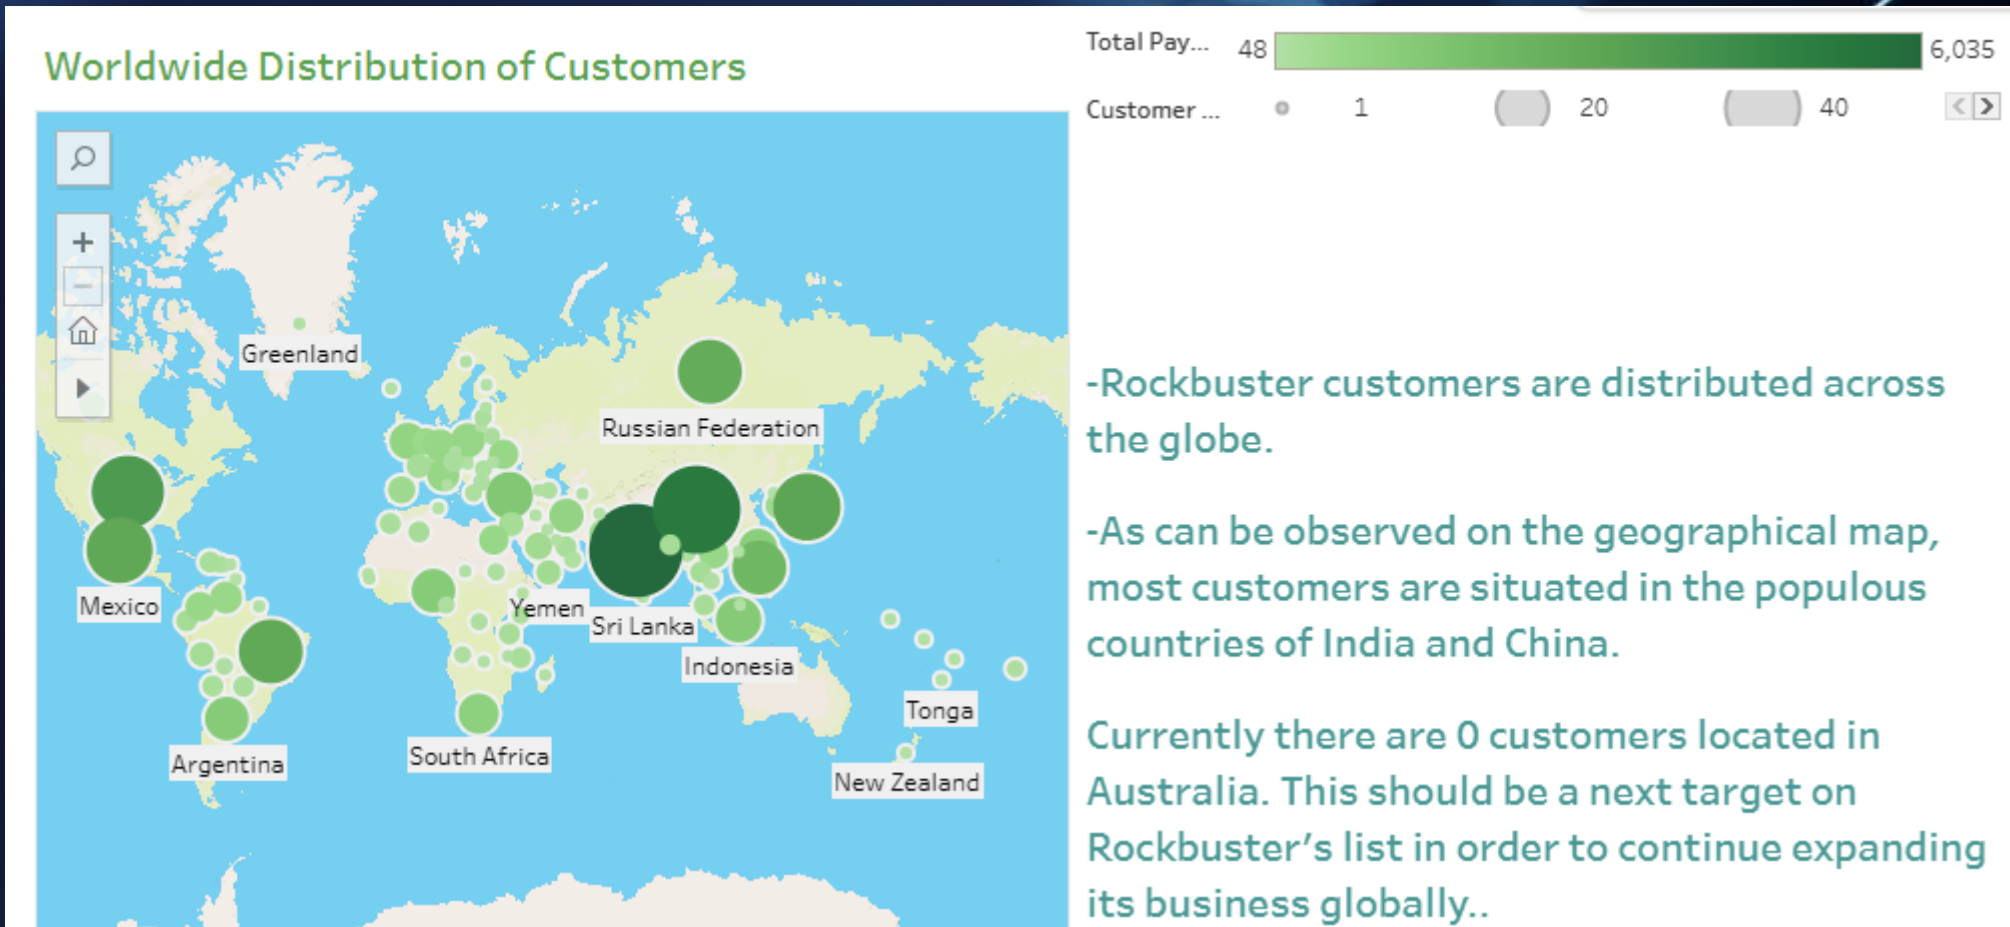 Worldwide Distribution of Customers
Total Pay... 48 6,035
Customer ... 1 20 40
Greenland
Russian Federation
Mexico
Yemen
Sri Lanka
Indonesia
Tonga
Argentina
South Africa
New Zealand
-Rockbuster customers are distributed across
the globe.
-As can be observed on the geographical map,
most customers are situated in the populous
countries of India and China.
Currently there are 0 customers located in
Australia. This should be a next target on
Rockbuster’s list in order to continue expanding
its business globally..